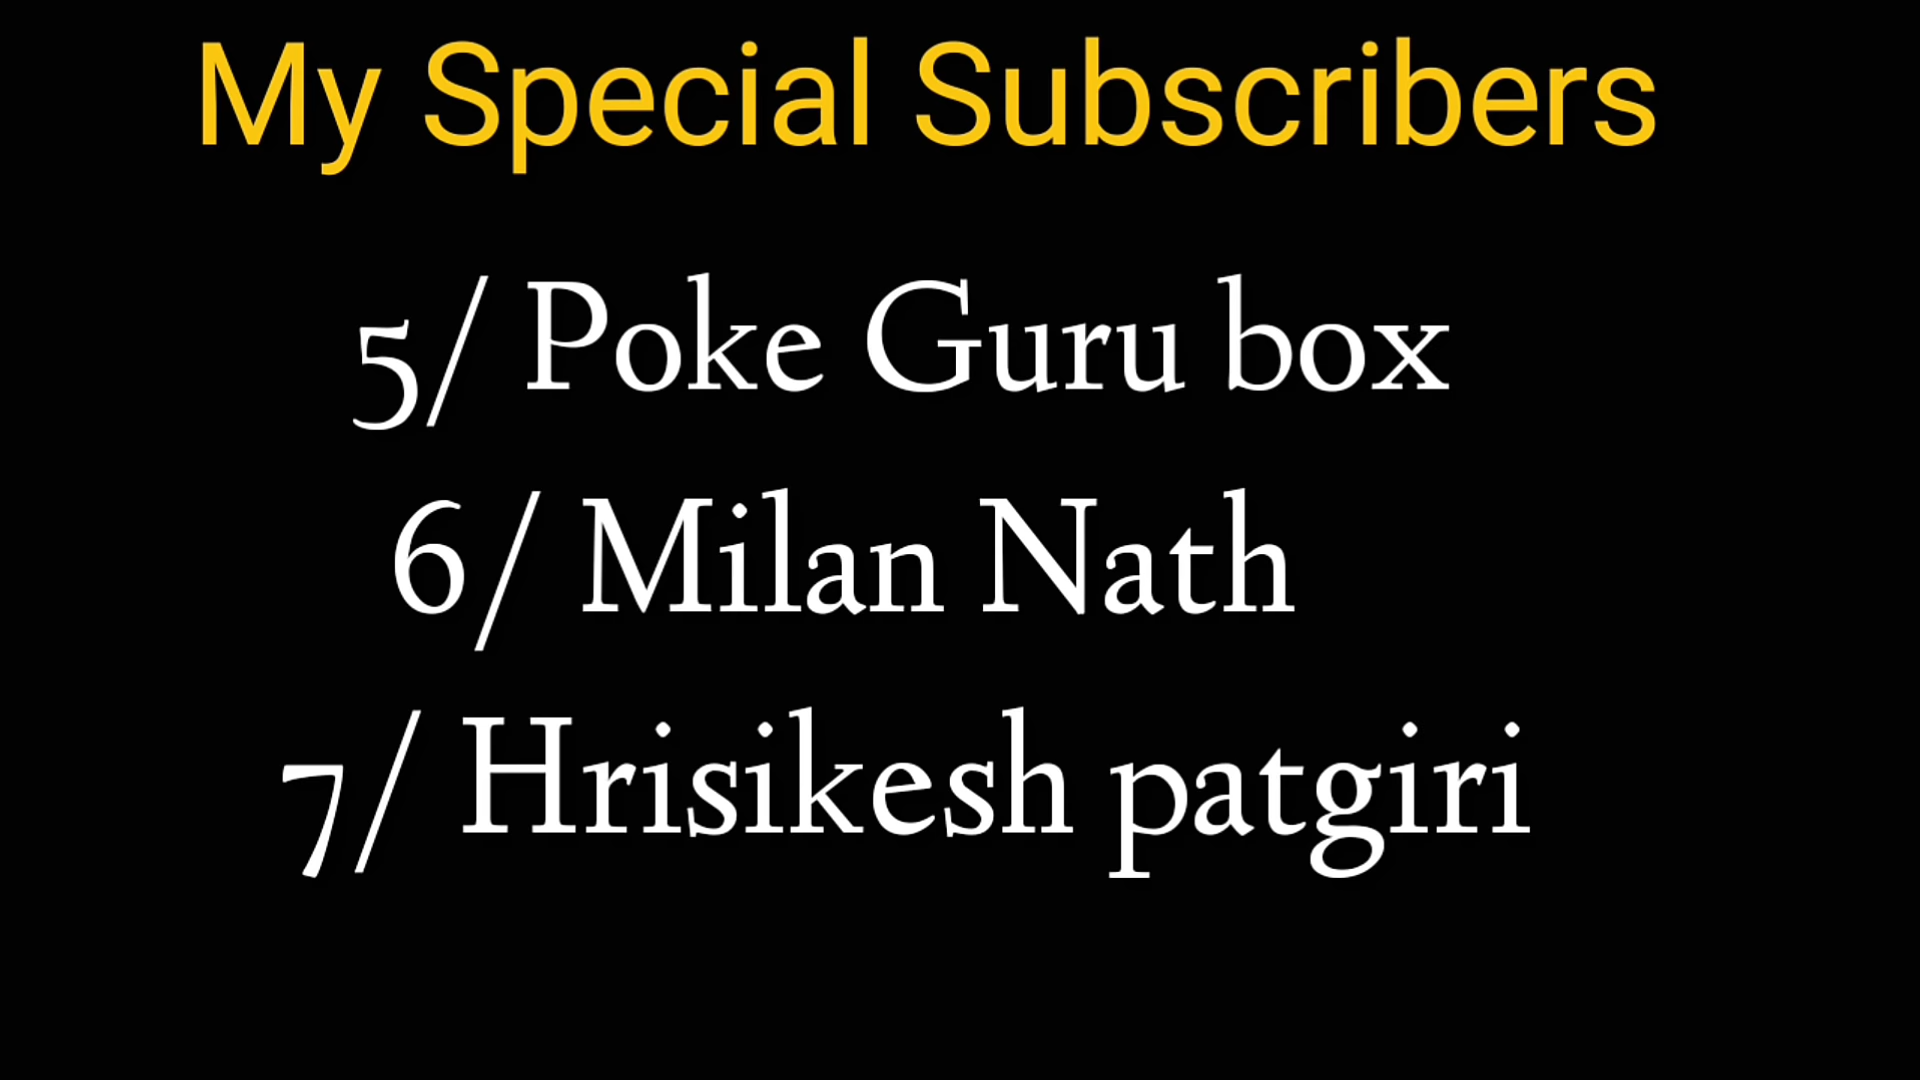 My Special Subscribers
5/ Poke Guru box
6/ Milan Nath
7/ Hrisikesh patgiri